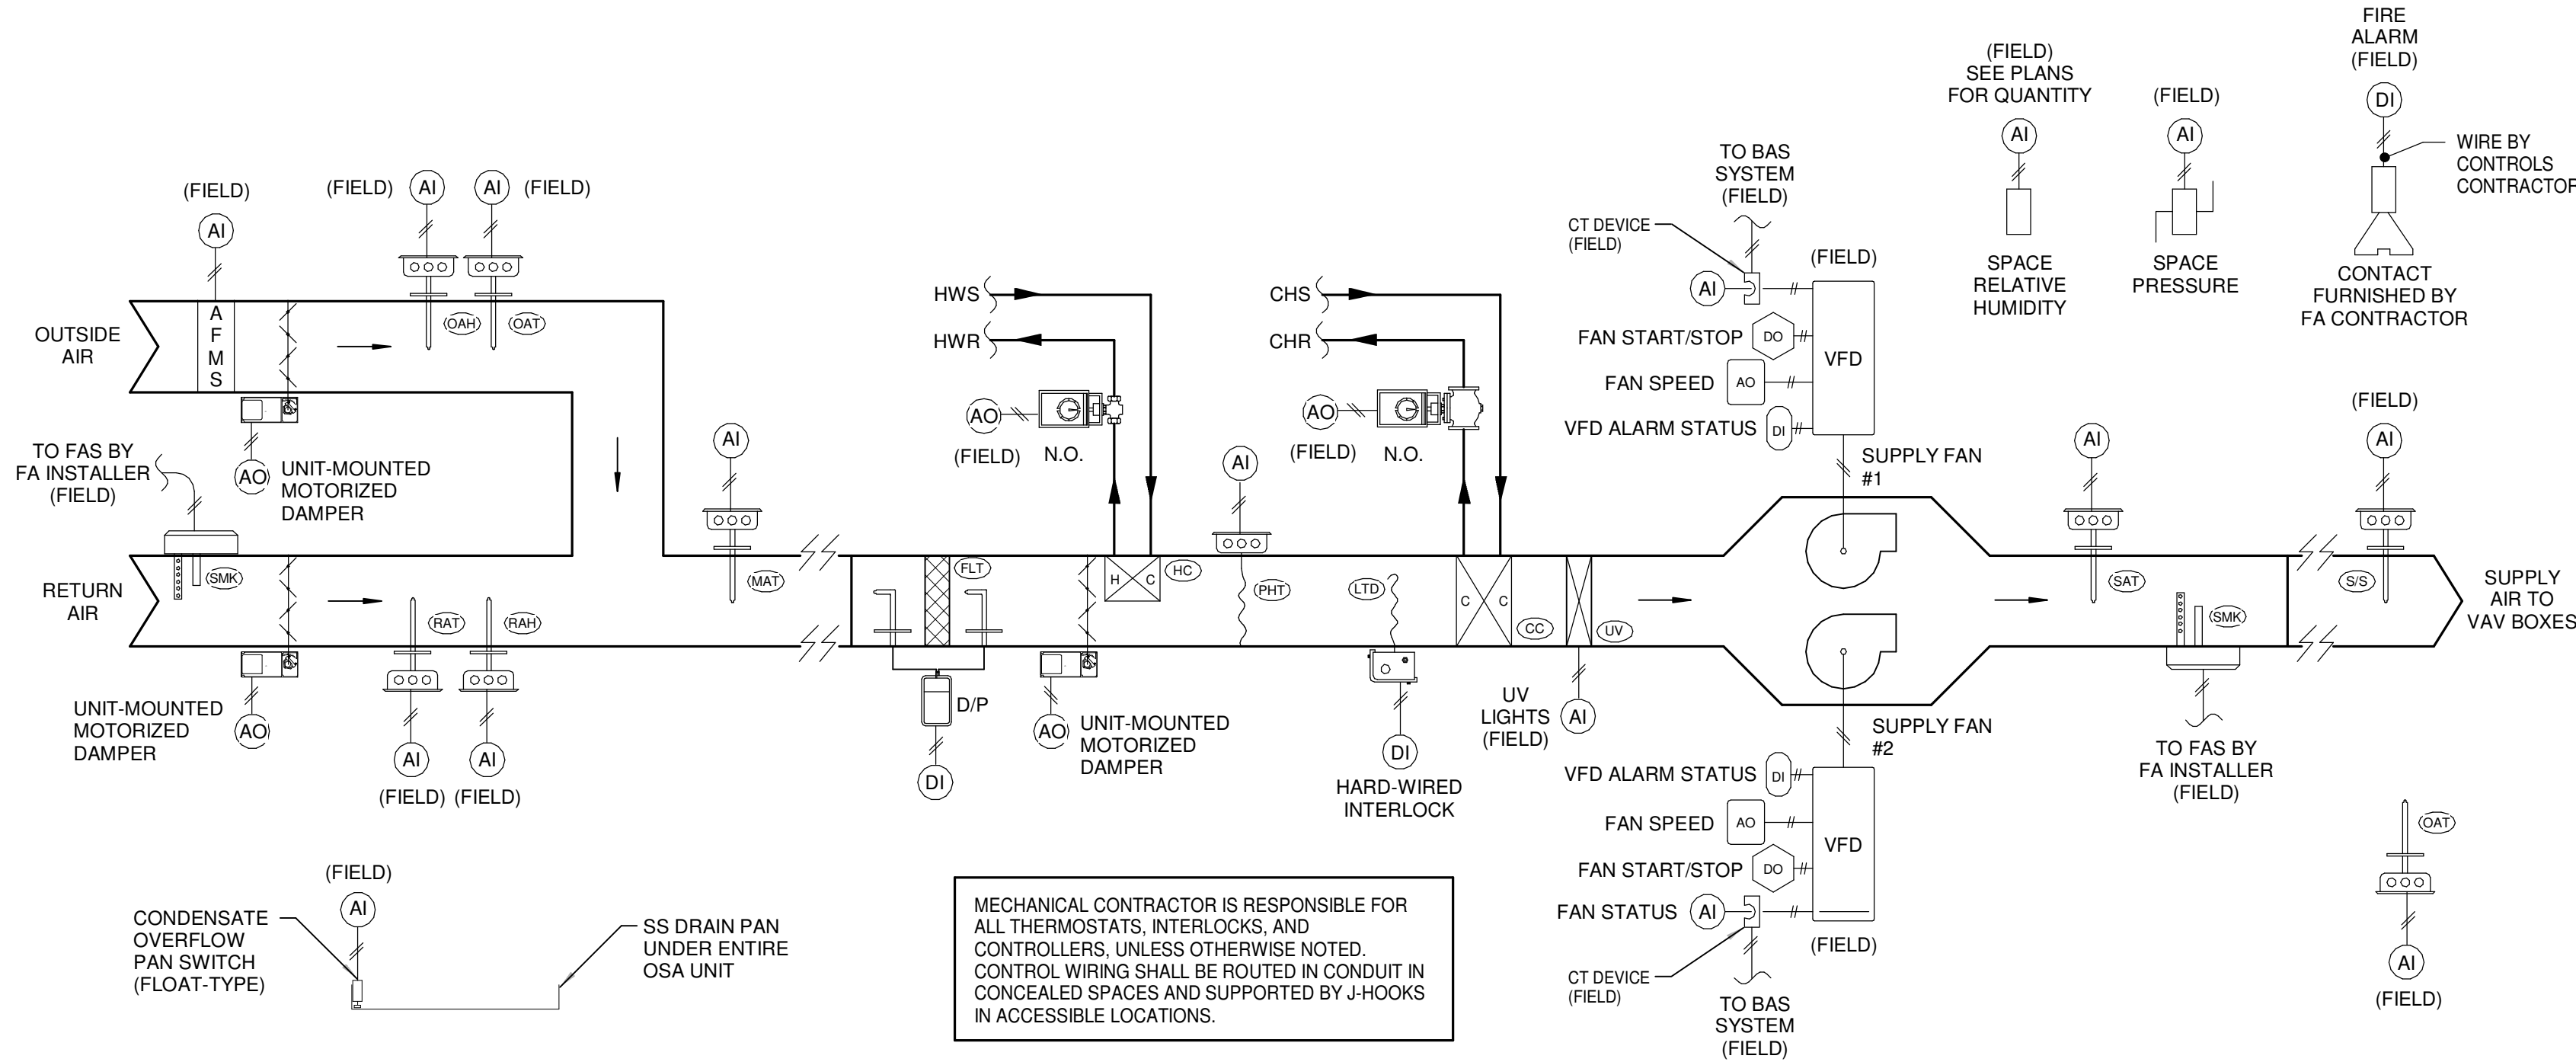 FIRE
ALARM
(FIELD)
DI
WIRE BY
CONTROLS
CONTRACTOR
CONTACT
FURNISHED BY
FA CONTRACTOR
(FIELD)
SEE PLANS
FOR QUANTITY
AI
SPACE
RELATIVE
HUMIDITY
(FIELD)
AI
SPACE
PRESSURE
(FIELD)
AI
(FIELD)
AI
AI
(FIELD)
OUTSIDE
AIR
A
F
M
S
OAH
OAT
AO
UNIT-MOUNTED
MOTORIZED
DAMPER
TO FAS BY
FA INSTALLER
(FIELD)
RETURN
AIR
SMK
RAT
RAH
UNIT-MOUNTED
MOTORIZED
DAMPER
AO
AI
AI
(FIELD)
(FIELD)
AI
MAT
FLT
D/P
DI
HWS
HWR
AO
(FIELD)
N.O.
H
C
HC
AO
UNIT-MOUNTED
MOTORIZED
DAMPER
AI
PHT
LTD
DI
HARD-WIRED
INTERLOCK
CHS
CHR
AO
(FIELD)
N.O.
C
C
CC
UV
UV
LIGHTS
(FIELD)
AI
TO BAS
SYSTEM
(FIELD)
CT DEVICE
(FIELD)
(FIELD)
AI
FAN START/STOP
DO
VFD
FAN SPEED
AO
VFD ALARM STATUS
DI
SUPPLY FAN
#1
SUPPLY FAN
#2
VFD ALARM STATUS
DI
FAN SPEED
AO
VFD
FAN START/STOP
DO
FAN STATUS
AI
(FIELD)
CT DEVICE
(FIELD)
TO BAS
SYSTEM
(FIELD)
AI
SAT
SMK
TO FAS BY
FA INSTALLER
(FIELD)
(FIELD)
AI
S/S
SUPPLY
AIR TO
VAV BOXES
OAT
AI
(FIELD)
(FIELD)
AI
CONDENSATE
OVERFLOW
PAN SWITCH
(FLOAT-TYPE)
SS DRAIN PAN
UNDER ENTIRE
OSA UNIT
MECHANICAL CONTRACTOR IS RESPONSIBLE FOR
ALL THERMOSTATS, INTERLOCKS, AND
CONTROLLERS, UNLESS OTHERWISE NOTED.
CONTROL WIRING SHALL BE ROUTED IN CONDUIT IN
CONCEALED SPACES AND SUPPORTED BY J-HOOKS
IN ACCESSIBLE LOCATIONS.